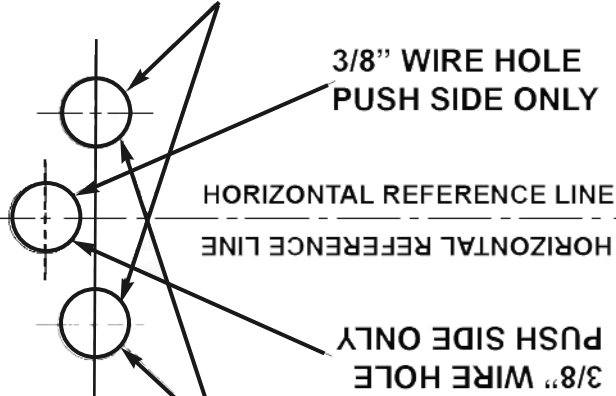 3/8” WIRE HOLE
PUSH SIDE ONLY
HORIZONTAL REFERENCE LINE
HORIZONTAL REFERENCE LINE
3/8” WIRE HOLE
PUSH SIDE ONLY